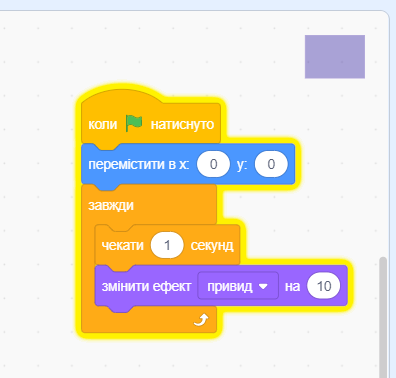 коли натиснуто
перемістити в x: 0 y: 0
завжди
чекати 1 секунд
змінити ефект привид на 10